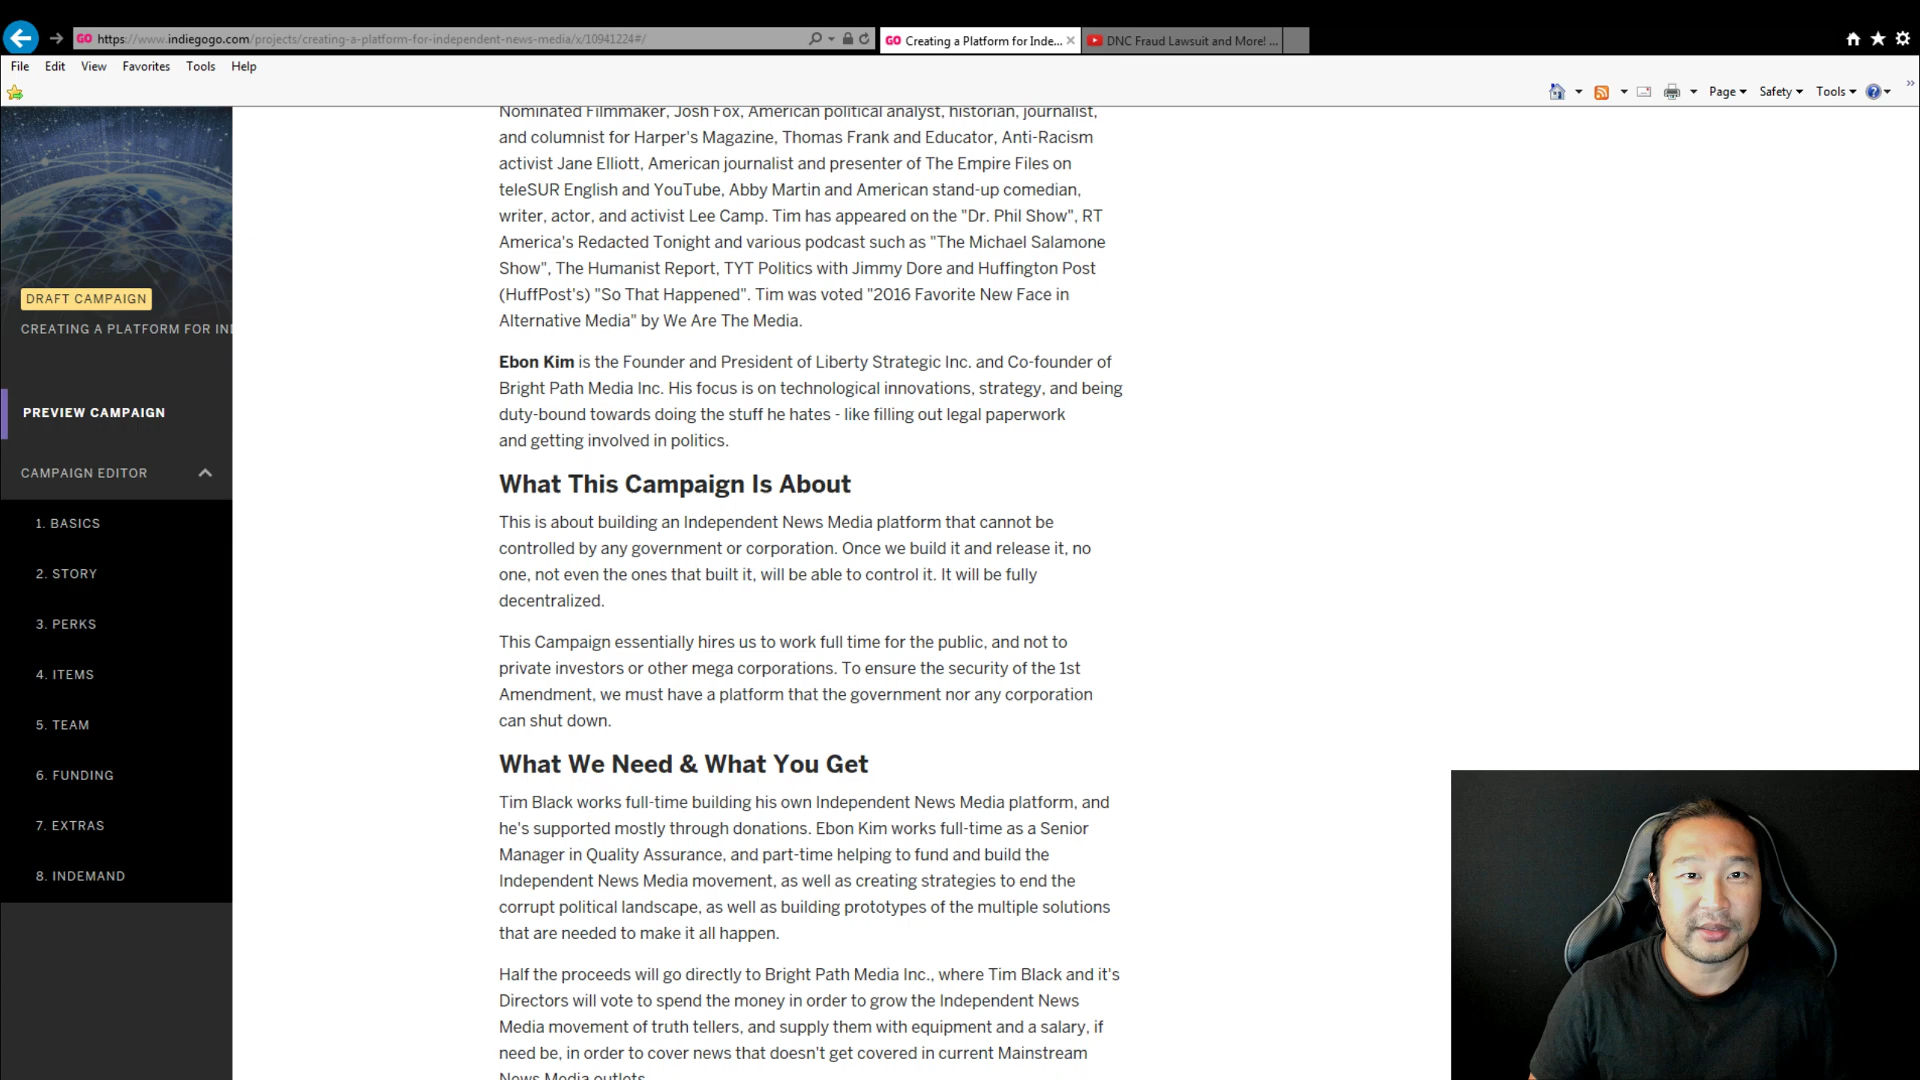 GO https://www.indiegogo.com/projects/creating-a-platform-for-independent-news-media/x/10941224#/
GO Creating a Platform for Inde...
DNC Fraud Lawsuit and More! ...
File Edit View Favorites Tools Help
Page Safety Tools
Nominated Filmmaker, Josh Fox, American political analyst, historian, journalist,
and columnist for Harper's Magazine, Thomas Frank and Educator, Anti-Racism
activist Jane Elliott, American journalist and presenter of The Empire Files on
teleSUR English and YouTube, Abby Martin and American stand-up comedian,
writer, actor, and activist Lee Camp. Tim has appeared on the "Dr. Phil Show", RT
America's Redacted Tonight and various podcast such as "The Michael Salamone
Show", The Humanist Report, TYT Politics with Jimmy Dore and Huffington Post
(HuffPost's) "So That Happened". Tim was voted "2016 Favorite New Face in
Alternative Media" by We Are The Media.
Ebon Kim is the Founder and President of Liberty Strategic Inc. and Co-founder of
Bright Path Media Inc. His focus is on technological innovations, strategy, and being
duty-bound towards doing the stuff he hates - like filling out legal paperwork
and getting involved in politics.
What This Campaign Is About
This is about building an Independent News Media platform that cannot be
controlled by any government or corporation. Once we build it and release it, no
one, not even the ones that built it, will be able to control it. It will be fully
decentralized.
This Campaign essentially hires us to work full time for the public, and not to
private investors or other mega corporations. To ensure the security of the 1st
Amendment, we must have a platform that the government nor any corporation
can shut down.
What We Need & What You Get
Tim Black works full-time building his own Independent News Media platform, and
he's supported mostly through donations. Ebon Kim works full-time as a Senior
Manager in Quality Assurance, and part-time helping to fund and build the
Independent News Media movement, as well as creating strategies to end the
corrupt political landscape, as well as building prototypes of the multiple solutions
that are needed to make it all happen.
Half the proceeds will go directly to Bright Path Media Inc., where Tim Black and it's
Directors will vote to spend the money in order to grow the Independent News
Media movement of truth tellers, and supply them with equipment and a salary, if
need be, in order to cover news that doesn't get covered in current Mainstream
News Media outlets.
DRAFT CAMPAIGN
CREATING A PLATFORM FOR IN
PREVIEW CAMPAIGN
CAMPAIGN EDITOR
1. BASICS
2. STORY
3. PERKS
4. ITEMS
5. TEAM
6. FUNDING
7. EXTRAS
8. INDEMAND